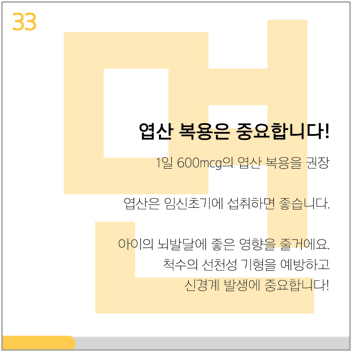 33
엽
엽산 복용은 중요합니다!
1일 600mcg의 엽산 복용을 권장
엽산은 임신초기에 섭취하면 좋습니다.
아이의 뇌발달에 좋은 영향을 줄거에요.
척수의 선천성 기형을 예방하고
신경계 발생에 중요합니다!